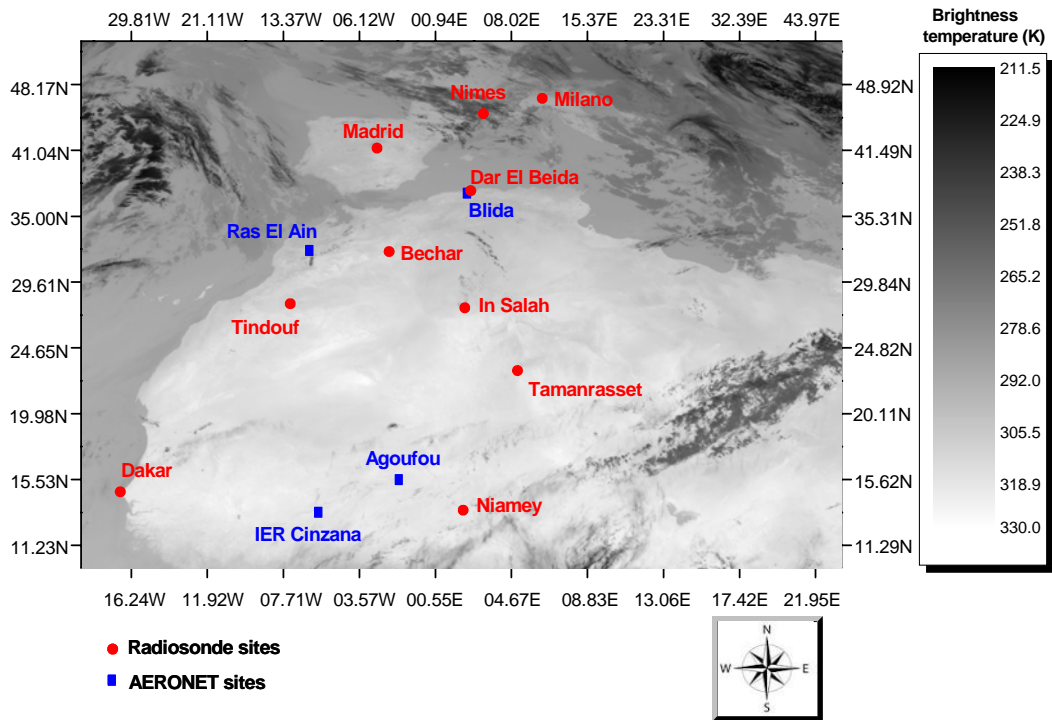 29.81W 21.11W 13.37W 06.12W 00.94E 08.02E 15.37E 23.31E 32.39E 43.97E
Brightness
temperature (K)
48.17N
41.04N
35.00N
29.61N
24.65N
19.98N
15.53N
11.23N
Nimes
Milano
Madrid
Dar El Beida
Blida
Ras El Ain
Bechar
In Salah
Tindouf
Tamanrasset
Agoufou
Dakar
Niamey
IER Cinzana
48.92N
41.49N
35.31N
29.84N
24.82N
20.11N
15.62N
11.29N
211.5
224.9
238.3
251.8
265.2
278.6
292.0
305.5
318.9
330.0
16.24W 11.92W 07.71W 03.57W 00.55E 04.67E 08.83E 13.06E 17.42E 21.95E
Radiosonde sites
AERONET sites
N
W E
S